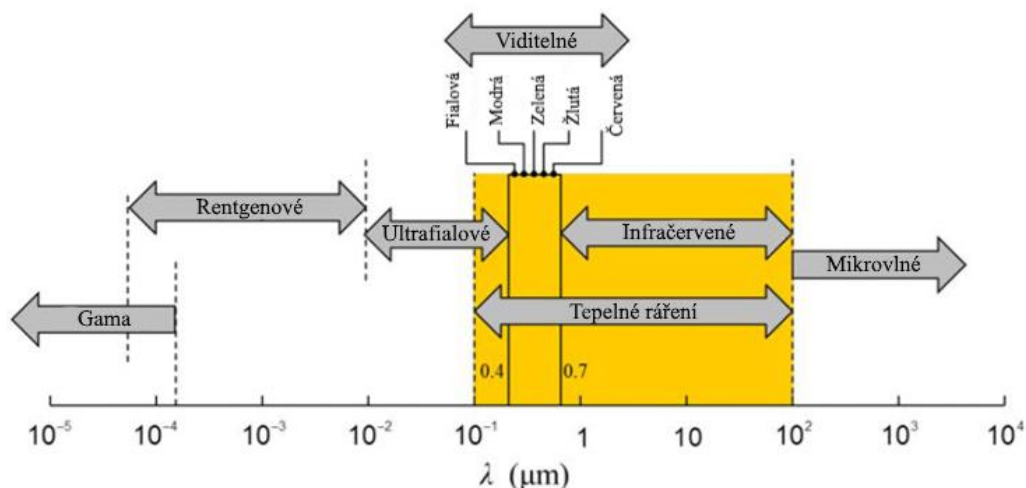 Viditelné
Fialová
Modrá
Zelená
Žlutá
Červená
Rentgenové
Ultrafialové
Infračervené
Mikrovlné
Gama
Tepelné ráření
0.4
0.7
10⁻⁵
10⁻⁴
10⁻³
10⁻²
10⁻¹
1
10
10²
10³
10⁴
λ (μm)